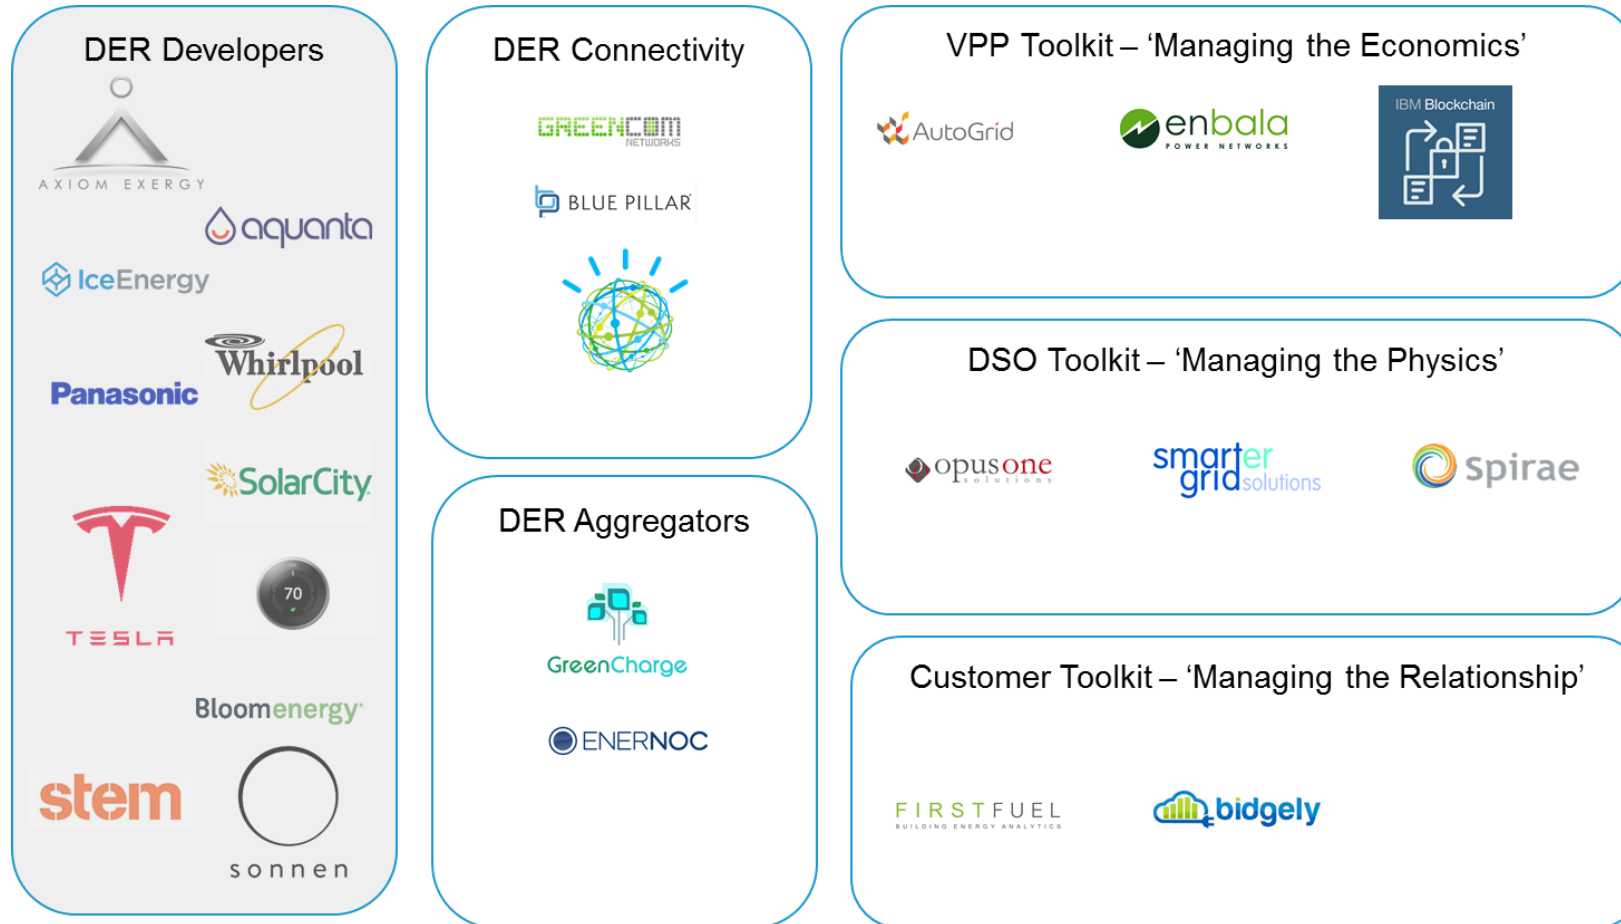 DER Developers
AXIOM EXERGY
aquanta
IceEnergy
Whirlpool
Panasonic
SolarCity
TESLA
70
Bloomenergy
stem
sonnen
DER Connectivity
GREENCOM
NETWORKS
BLUE PILLAR
DER Aggregators
GreenCharge
ENERNOC
VPP Toolkit – ‘Managing the Economics’
AutoGrid
enbala
POWER NETWORKS
IBM Blockchain
DSO Toolkit – ‘Managing the Physics’
opusone
solutions
smarter
grid solutions
Spirae
Customer Toolkit – ‘Managing the Relationship’
FIRSTFUEL
BUILDING ENERGY ANALYTICS
bidgely